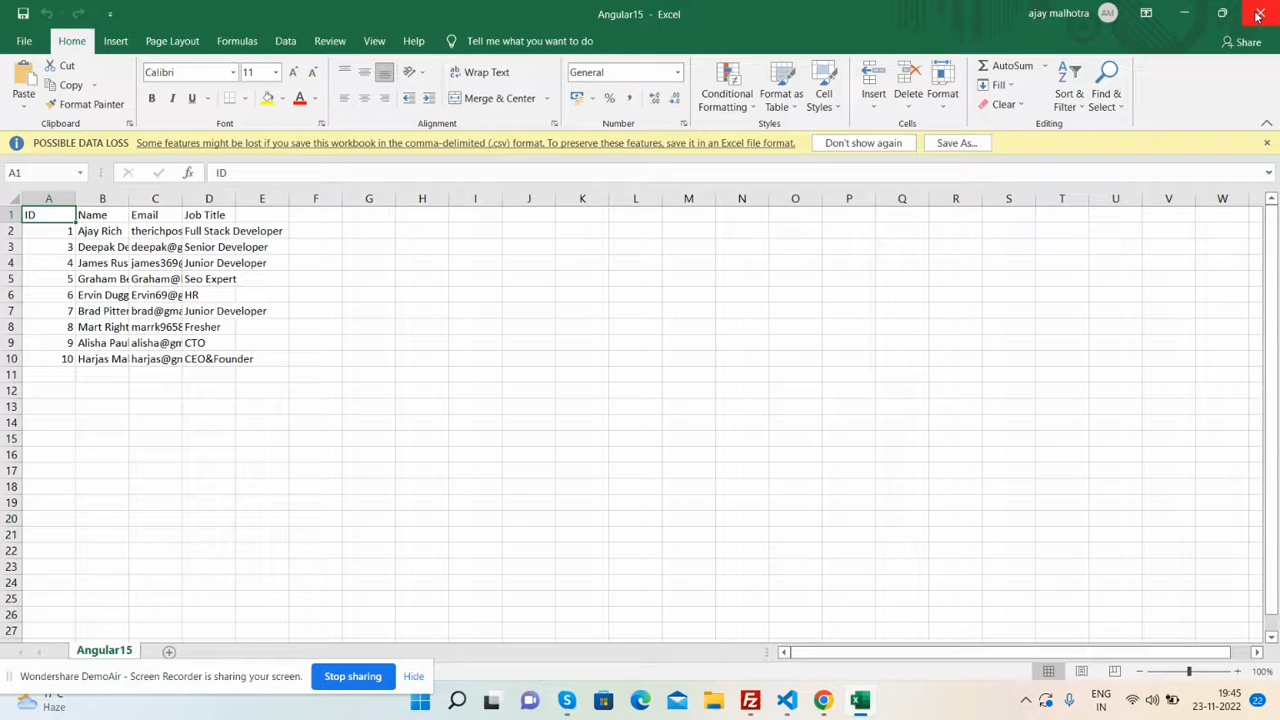 Angular15 - Excel
ajay malhotra AM
File Home Insert Page Layout Formulas Data Review View Help Tell me what you want to do
Share
Paste
Cut
Copy
Format Painter
Clipboard
Calibri 11
B I U
Font
Wrap Text
Merge & Center
Alignment
General
Number
Conditional Formatting
Format as Table
Cell Styles
Styles
Insert Delete Format
Cells
AutoSum
Fill
Clear
Sort & Filter
Find & Select
Editing
POSSIBLE DATA LOSS Some features might be lost if you save this workbook in the comma-delimited (.csv) format. To preserve these features, save it in an Excel file format. Don't show again Save As...
A1 fx ID
A B C D E F G H I J K L M N O P Q R S T U V W
1 ID Name Email Job Title
2 1 Ajay Rich therichpos Full Stack Developer
3 3 Deepak De deepak@g Senior Developer
4 4 James Rus james369@ Junior Developer
5 5 Graham Be Graham@ Seo Expert
6 6 Ervin Dugg Ervin69@g HR
7 7 Brad Pitter brad@gma Junior Developer
8 8 Mart Right marrk9658 Fresher
9 9 Alisha Paul alisha@gm CTO
10 10 Harjas Mal harjas@gm CEO&Founder
11
12
13
14
15
16
17
18
19
20
21
22
23
24
25
26
27
Angular15
Wondershare DemoAir - Screen Recorder is sharing your screen. Stop sharing Hide
100%
Haze
ENG
IN
19:45
23-11-2022
22